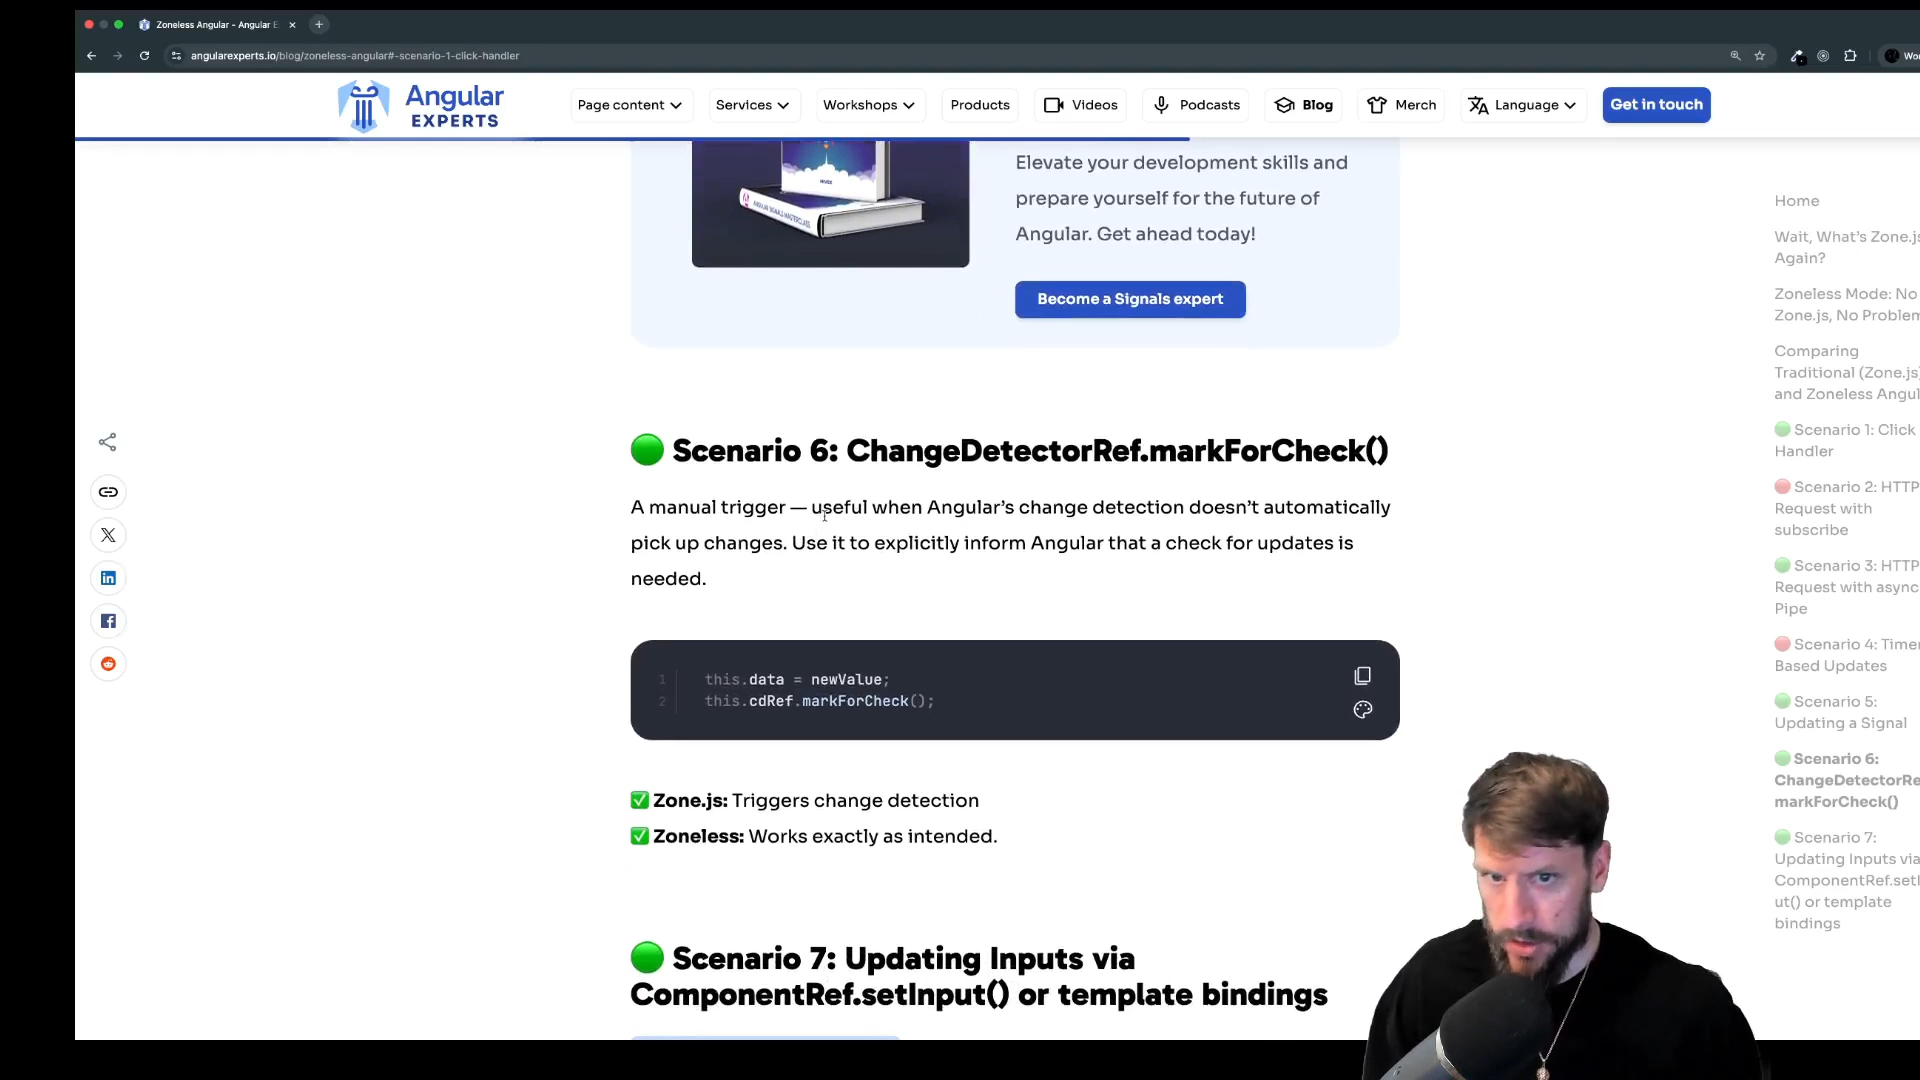 Zoneless Angular - Angular E
angularexperts.io/blog/zoneless-angular#-scenario-1-click-handler
Angular
EXPERTS
Page content
Services
Workshops
Products
Videos
Podcasts
Blog
Merch
Language
Get in touch
Elevate your development skills and
prepare yourself for the future of
Angular. Get ahead today!
Become a Signals expert
Scenario 6: ChangeDetectorRef.markForCheck()
A manual trigger — useful when Angular’s change detection doesn’t automatically
pick up changes. Use it to explicitly inform Angular that a check for updates is
needed.
1 this.data = newValue;
2 this.cdRef.markForCheck();
✅ Zone.js: Triggers change detection
✅ Zoneless: Works exactly as intended.
Scenario 7: Updating Inputs via
ComponentRef.setInput() or template bindings
Home
Wait, What’s Zone.js
Again?
Zoneless Mode: No
Zone.js, No Problem
Comparing
Traditional (Zone.js)
and Zoneless Angul
Scenario 1: Click
Handler
Scenario 2: HTTP
Request with
subscribe
Scenario 3: HTTP
Request with async
Pipe
Scenario 4: Timer
Based Updates
Scenario 5:
Updating a Signal
Scenario 6:
ChangeDetectorRe
markForCheck()
Scenario 7:
Updating Inputs via
ComponentRef.setI
ut() or template
bindings